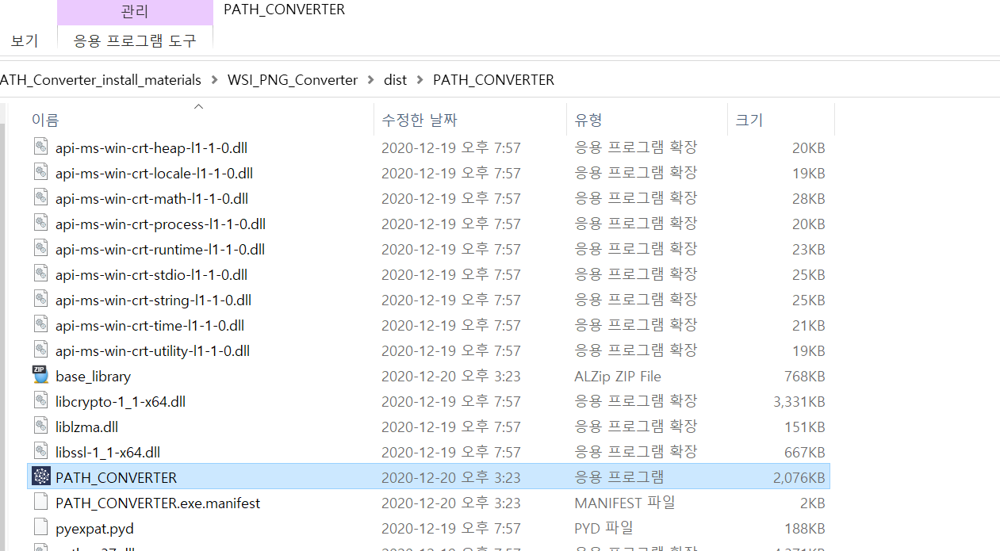 관리
PATH_CONVERTER
보기
응용 프로그램 도구
ATH_Converter_install_materials > WSI_PNG_Converter > dist > PATH_CONVERTER
이름 수정한 날짜 유형 크기
api-ms-win-crt-heap-l1-1-0.dll 2020-12-19 오후 7:57 응용 프로그램 확장 20KB
api-ms-win-crt-locale-l1-1-0.dll 2020-12-19 오후 7:57 응용 프로그램 확장 19KB
api-ms-win-crt-math-l1-1-0.dll 2020-12-19 오후 7:57 응용 프로그램 확장 28KB
api-ms-win-crt-process-l1-1-0.dll 2020-12-19 오후 7:57 응용 프로그램 확장 20KB
api-ms-win-crt-runtime-l1-1-0.dll 2020-12-19 오후 7:57 응용 프로그램 확장 23KB
api-ms-win-crt-stdio-l1-1-0.dll 2020-12-19 오후 7:57 응용 프로그램 확장 25KB
api-ms-win-crt-string-l1-1-0.dll 2020-12-19 오후 7:57 응용 프로그램 확장 25KB
api-ms-win-crt-time-l1-1-0.dll 2020-12-19 오후 7:57 응용 프로그램 확장 21KB
api-ms-win-crt-utility-l1-1-0.dll 2020-12-19 오후 7:57 응용 프로그램 확장 19KB
ZIP base_library 2020-12-20 오후 3:23 ALZip ZIP File 768KB
libcrypto-1_1-x64.dll 2020-12-19 오후 7:57 응용 프로그램 확장 3,331KB
liblzma.dll 2020-12-19 오후 7:57 응용 프로그램 확장 151KB
libssl-1_1-x64.dll 2020-12-19 오후 7:57 응용 프로그램 확장 667KB
PATH_CONVERTER 2020-12-20 오후 3:23 응용 프로그램 2,076KB
PATH_CONVERTER.exe.manifest 2020-12-20 오후 3:23 MANIFEST 파일 2KB
pyexpat.pyd 2020-12-19 오후 7:57 PYD 파일 188KB